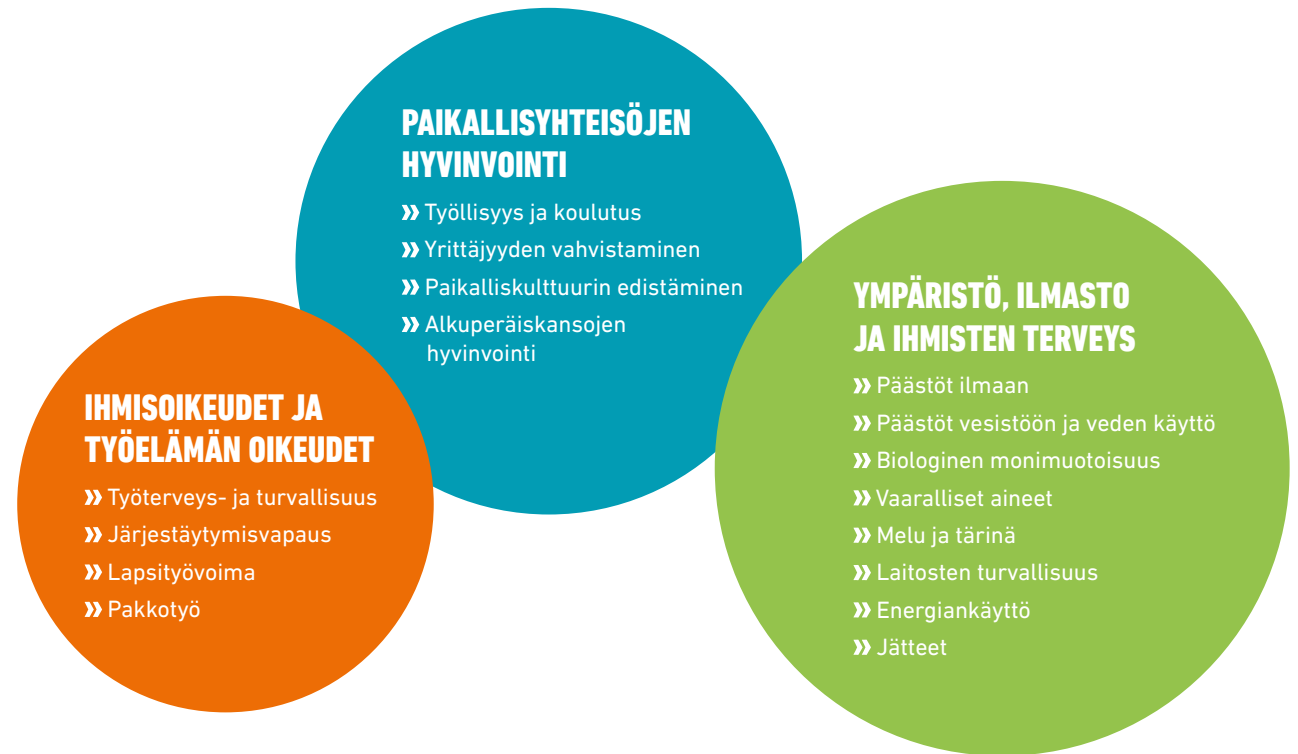 PAIKALLISYHTEISÖJEN
HYVINVOINTI
» Työllisyys ja koulutus
» Yrittäjyyden vahvistaminen
» Paikalliskulttuurin edistäminen
» Alkuperäiskansojen
hyvinvointi
IHMISOIKEUDET JA
TYÖELÄMÄN OIKEUDET
» Työterveys- ja turvallisuus
» Järjestäytymisvapaus
» Lapsityövoima
» Pakkotyö
YMPÄRISTÖ, ILMASTO
JA IHMISTEN TERVEYS
» Päästöt ilmaan
» Päästöt vesistöön ja veden käyttö
» Biologinen monimuotoisuus
» Vaaralliset aineet
» Melu ja tärinä
» Laitosten turvallisuus
» Energiankäyttö
» Jätteet